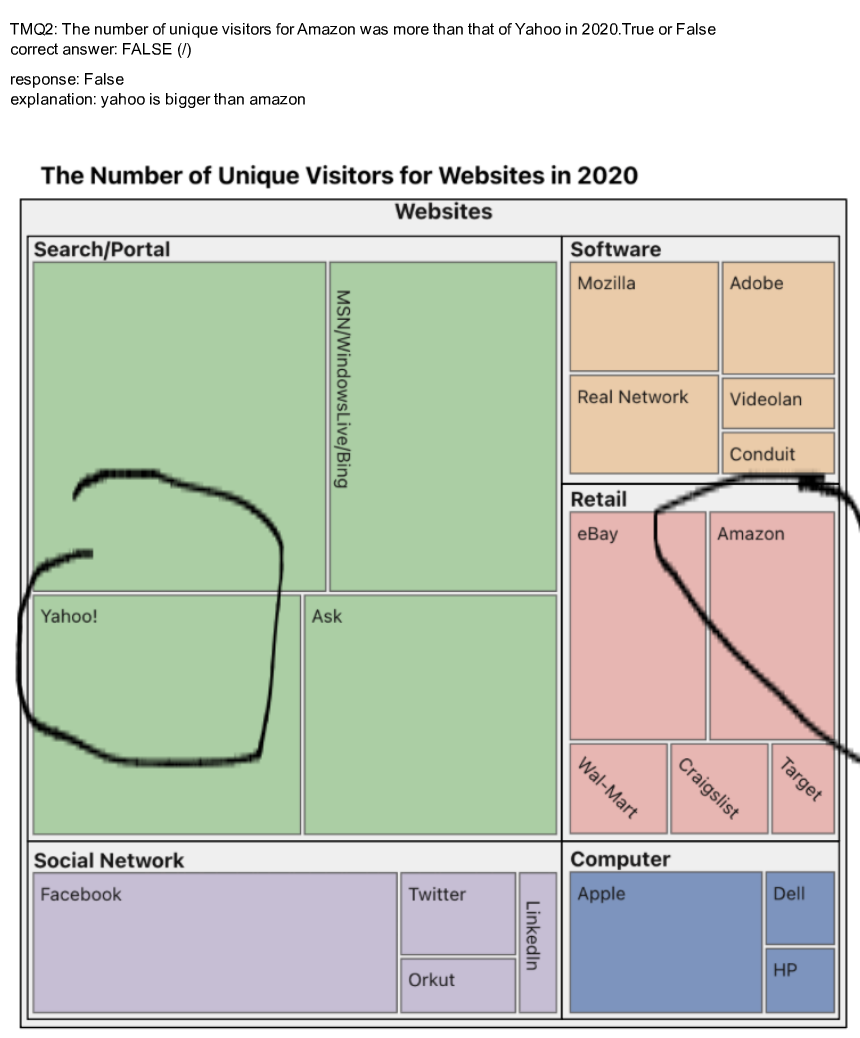 TMQ2: The number of unique visitors for Amazon was more than that of Yahoo in 2020.True or False
correct answer: FALSE (/)
response: False
explanation: yahoo is bigger than amazon
The Number of Unique Visitors for Websites in 2020
Websites
Search/Portal
MSN/WindowsLive/Bing
Yahoo!
Ask
Software
Mozilla
Adobe
Real Network
Videolan
Conduit
Retail
eBay
Amazon
Wal-Mart
Craigslist
Target
Social Network
Facebook
Twitter
LinkedIn
Orkut
Computer
Apple
Dell
HP